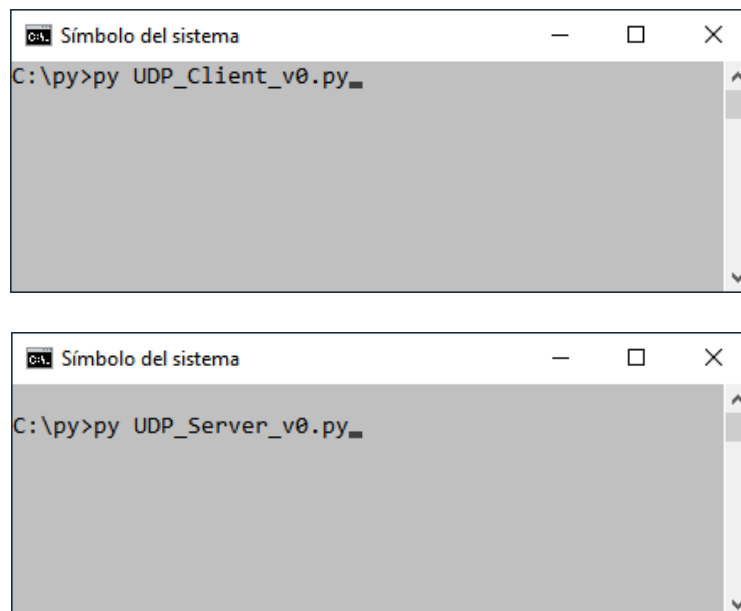 Símbolo del sistema
C:\py>py UDP_Client_v0.py
Símbolo del sistema
C:\py>py UDP_Server_v0.py